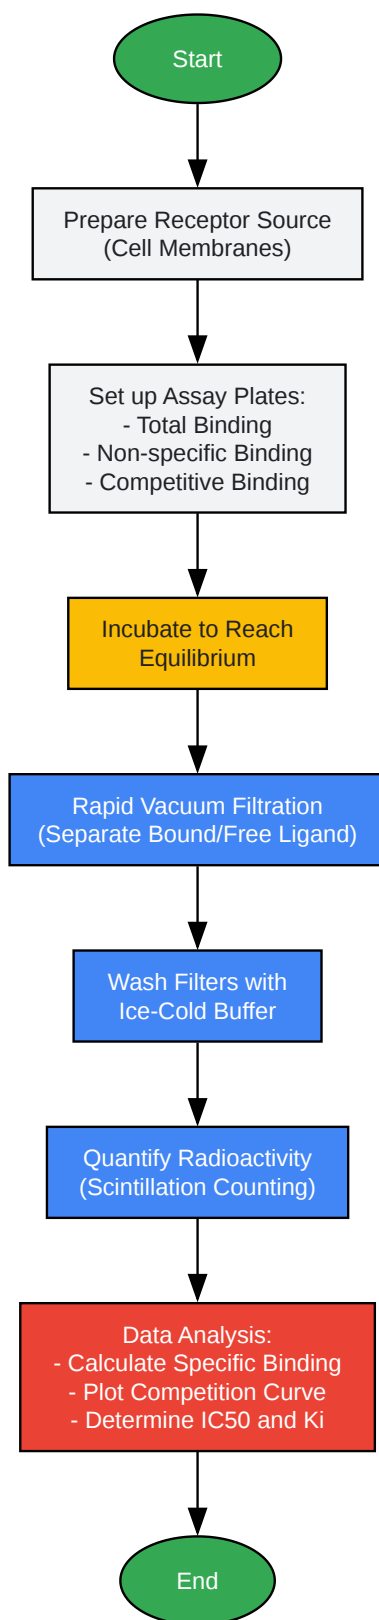 Start
Prepare Receptor Source
(Cell Membranes)
Set up Assay Plates:
- Total Binding
- Non-specific Binding
- Competitive Binding
Incubate to Reach
Equilibrium
Rapid Vacuum Filtration
(Separate Bound/Free Ligand)
Wash Filters with
Ice-Cold Buffer
Quantify Radioactivity
(Scintillation Counting)
Data Analysis:
- Calculate Specific Binding
- Plot Competition Curve
- Determine IC50 and Ki
End